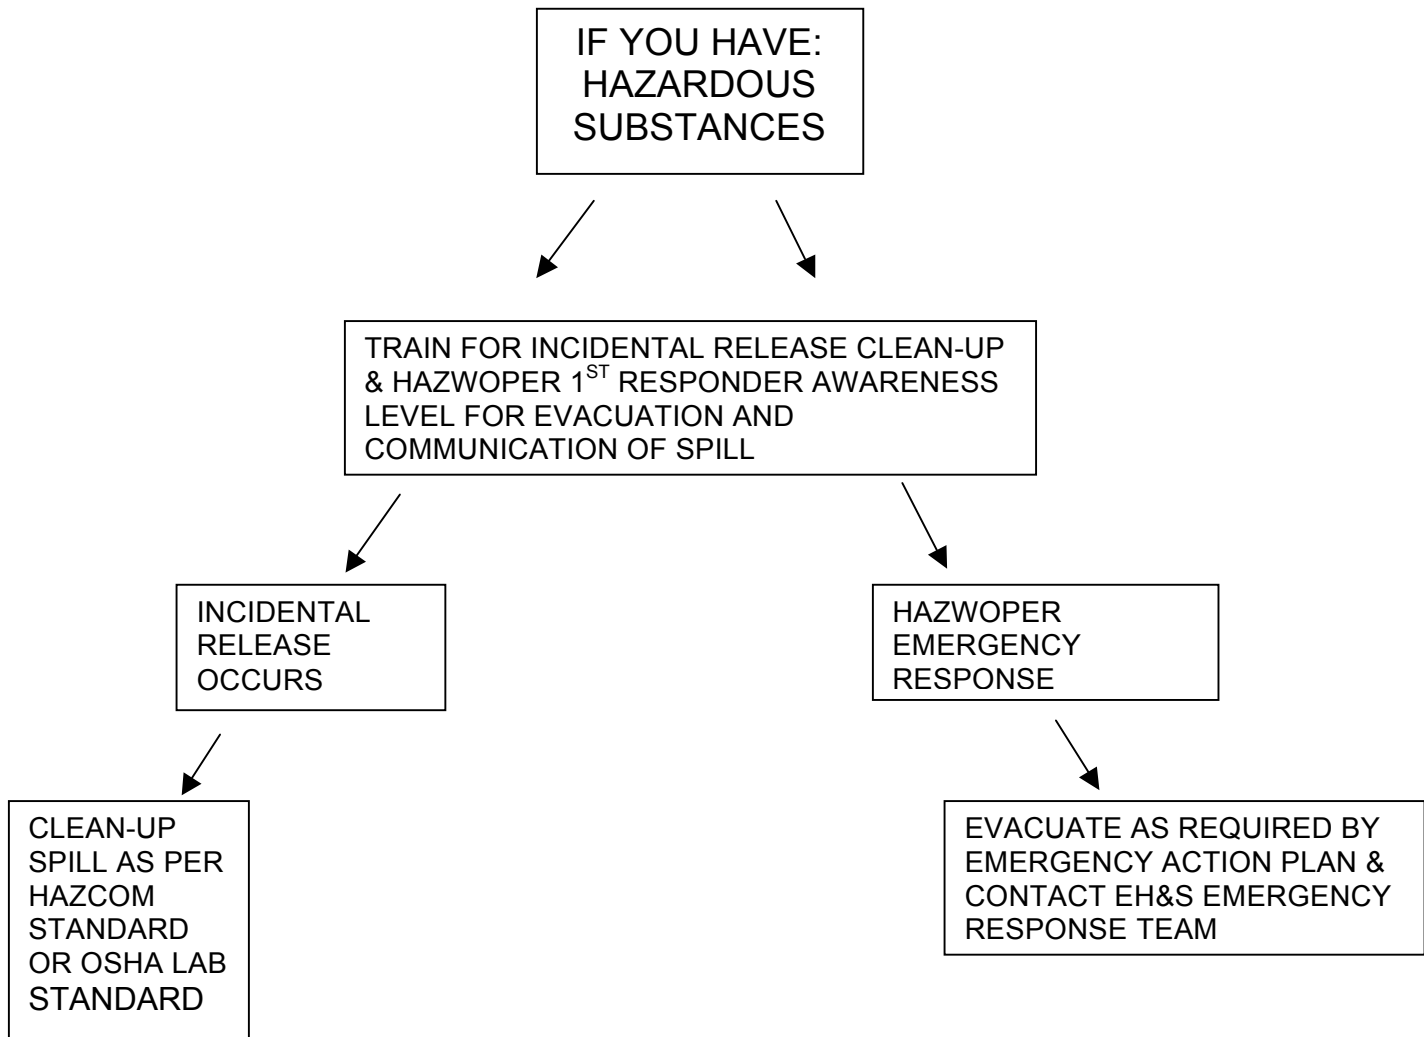 IF YOU HAVE:
HAZARDOUS
SUBSTANCES
TRAIN FOR INCIDENTAL RELEASE CLEAN-UP
& HAZWOPER 1ST RESPONDER AWARENESS
LEVEL FOR EVACUATION AND
COMMUNICATION OF SPILL
INCIDENTAL
RELEASE
OCCURS
HAZWOPER
EMERGENCY
RESPONSE
CLEAN-UP
SPILL AS PER
HAZCOM
STANDARD
OR OSHA LAB
STANDARD
EVACUATE AS REQUIRED BY
EMERGENCY ACTION PLAN &
CONTACT EH&S EMERGENCY
RESPONSE TEAM